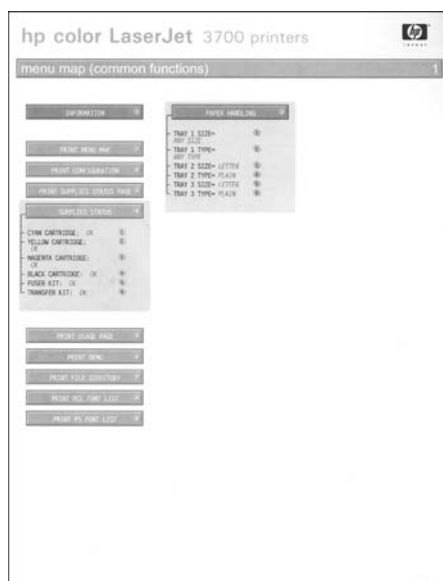 hp color LaserJet 3700 printers
hp
invent
menu map (common functions)
1
INFORMATION
PRINT MENU MAP
PRINT CONFIGURATION
PRINT SUPPLIES STATUS PAGE
SUPPLIES STATUS
CYAN CARTRIDGE: OK
YELLOW CARTRIDGE:
OK
MAGENTA CARTRIDGE:
OK
BLACK CARTRIDGE: OK
FUSER KIT: OK
TRANSFER KIT: OK
PRINT USAGE PAGE
PRINT DEMO
PRINT FILE DIRECTORY
PRINT PCL FONT LIST
PRINT PS FONT LIST
PAPER HANDLING
TRAY 1 SIZE=
ANY SIZE
TRAY 1 TYPE=
ANY TYPE
TRAY 2 SIZE= LETTER
TRAY 2 TYPE= PLAIN
TRAY 3 SIZE= LETTER
TRAY 3 TYPE= PLAIN